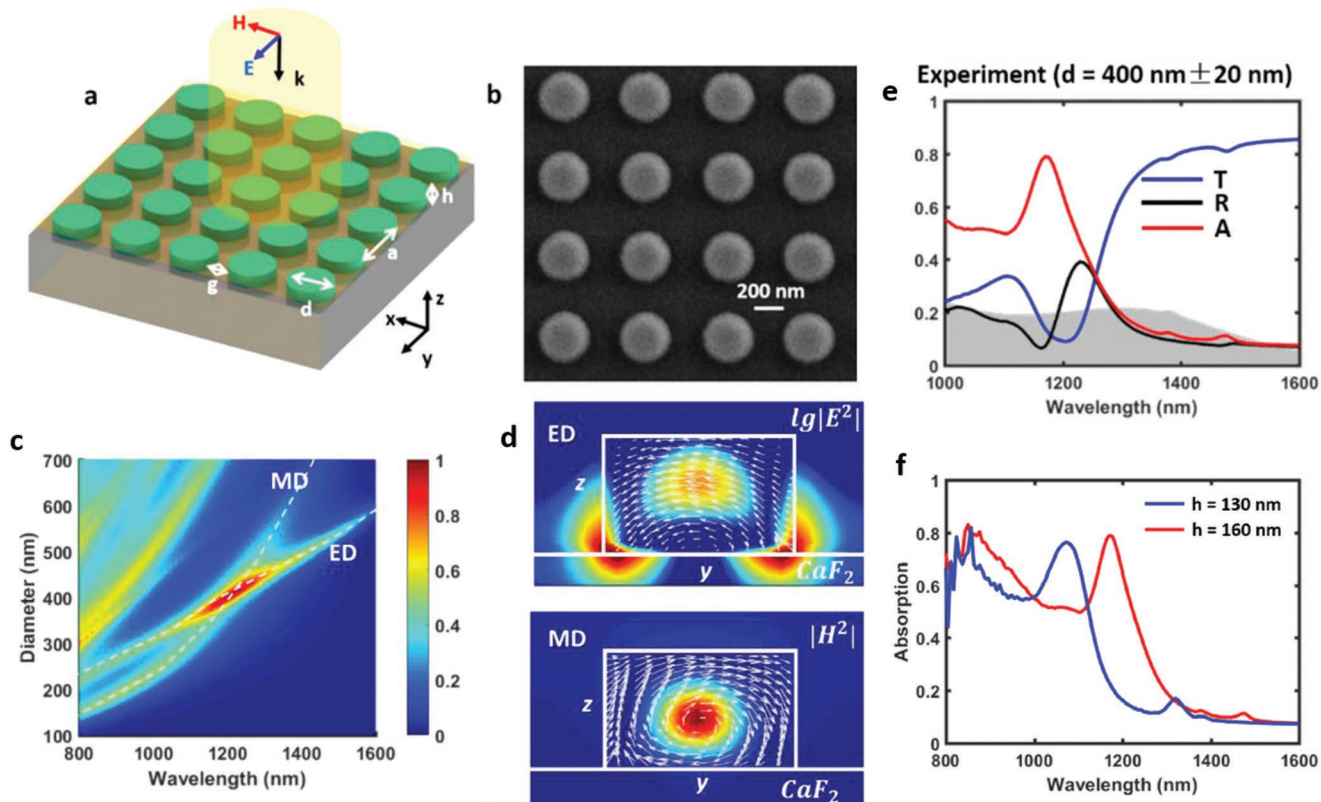 a
H
E
k
h
a
g
d
z
x
y
b
200 nm
e
Experiment (d = 400 nm ± 20 nm)
1
0.8
0.6
0.4
0.2
0
T
R
A
1000 1200 1400 1600
Wavelength (nm)
c
Diameter (nm)
700
600
500
400
300
200
100
MD
ED
800 1000 1200 1400 1600
Wavelength (nm)
1
0.8
0.6
0.4
0.2
0
d
ED
lg|E²|
z
y
CaF₂
MD
|H²|
z
y
CaF₂
f
Absorption
1
0.8
0.6
0.4
0.2
0
h = 130 nm
h = 160 nm
800 1000 1200 1400 1600
Wavelength (nm)